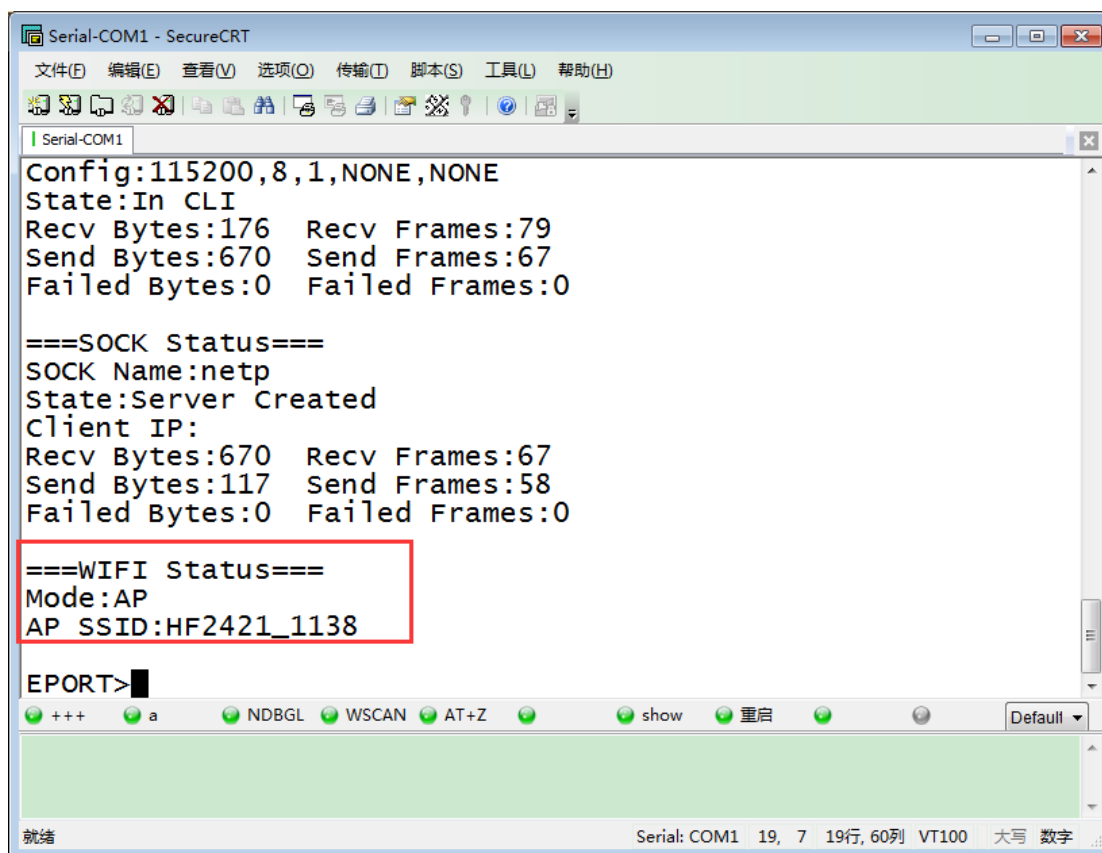 Serial-COM1 - SecureCRT
文件(F) 编辑(E) 查看(V) 选项(O) 传输(T) 脚本(S) 工具(L) 帮助(H)
Serial-COM1
Config:115200,8,1,NONE,NONE
State:In CLI
Recv Bytes:176  Recv Frames:79
Send Bytes:670  Send Frames:67
Failed Bytes:0  Failed Frames:0
===SOCK Status===
SOCK Name:netp
State:Server Created
Client IP:
Recv Bytes:670  Recv Frames:67
Send Bytes:117  Send Frames:58
Failed Bytes:0  Failed Frames:0
===WIFI Status===
Mode:AP
AP SSID:HF2421_1138
EPORT>
+++ a NDBGL WSCAN AT+Z show 重启 Default
就绪 Serial: COM1 19, 7 19行, 60列 VT100 大写 数字